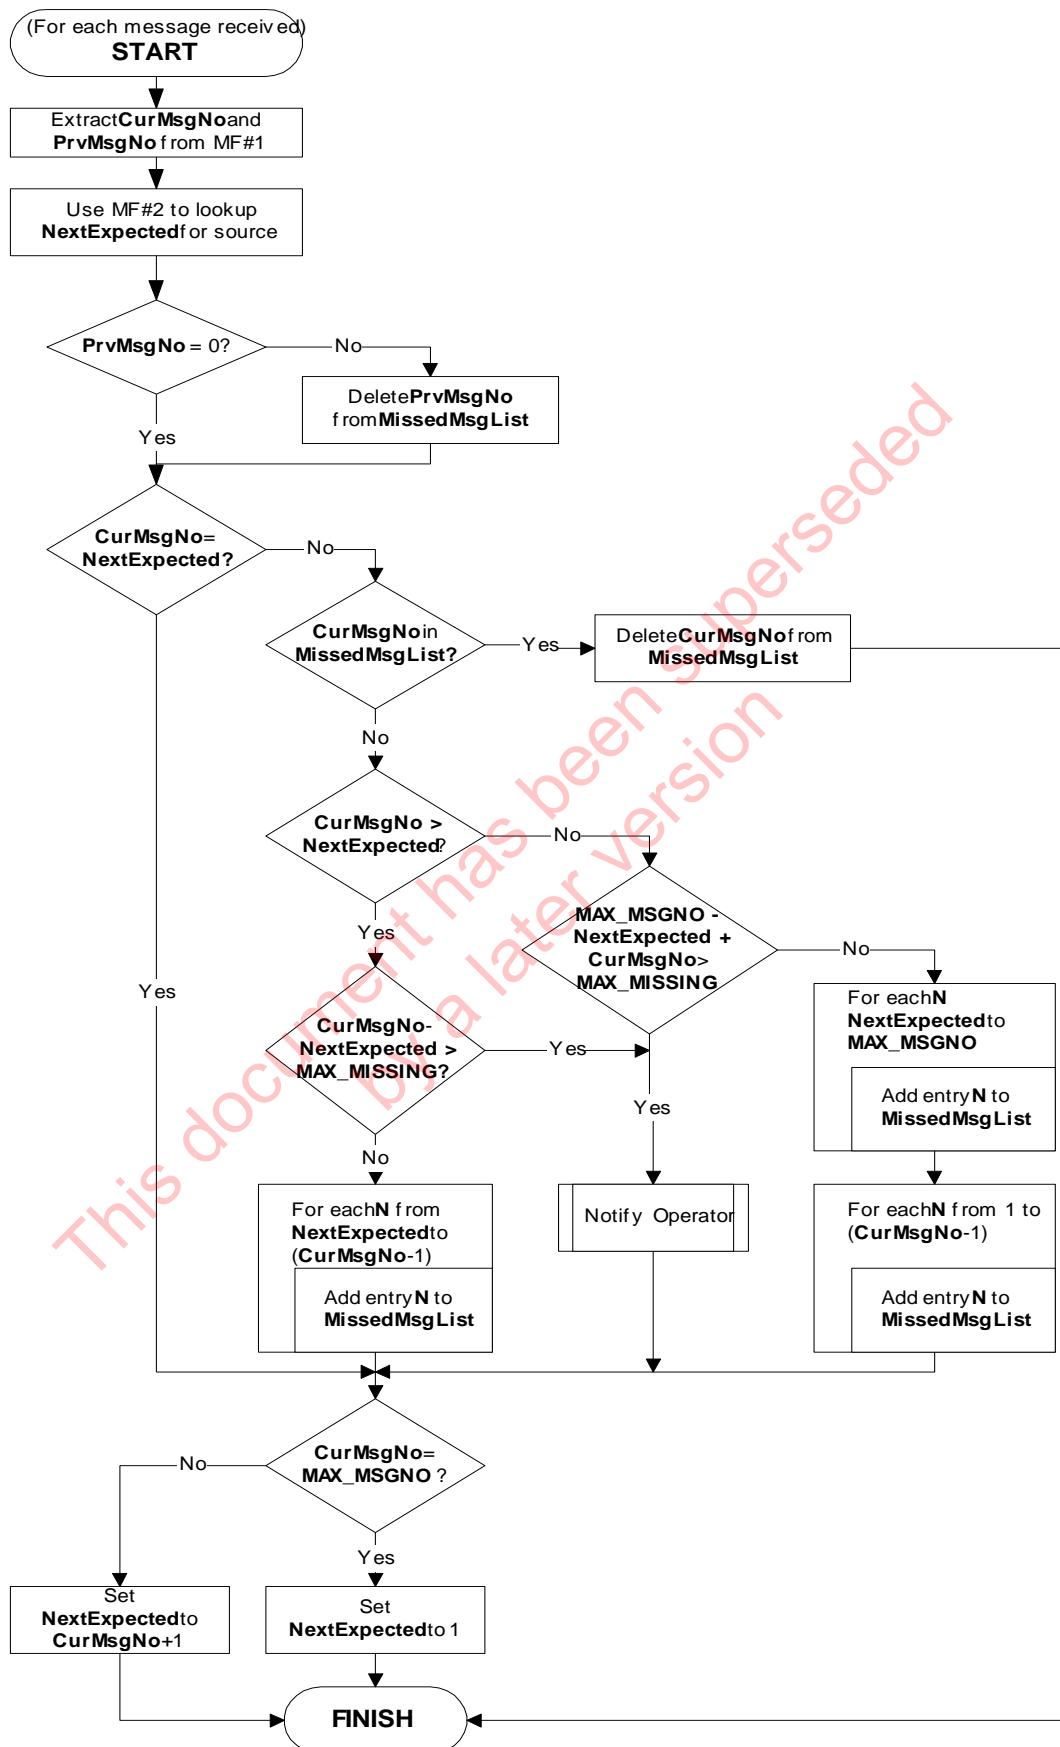 (For each message received)
START
Extract CurMsgNo and
PrvMsgNo from MF#1
Use MF#2 to lookup
NextExpected for source
PrvMsgNo = 0?
No
Delete PrvMsgNo
from MissedMsgList
Yes
CurMsgNo=
NextExpected?
No
CurMsgNo in
MissedMsgList?
Yes
Delete CurMsgNo from
MissedMsgList
No
CurMsgNo >
NextExpected?
No
MAX_MSGNO -
NextExpected +
CurMsgNo>
MAX_MISSING
No
Yes
Yes
CurMsgNo-
NextExpected >
MAX_MISSING?
Yes
Yes
For each N
NextExpected to
MAX_MSGNO
Add entry N to
MissedMsgList
No
For each N from
NextExpected to
(CurMsgNo-1)
Add entry N to
MissedMsgList
Notify Operator
For each N from 1 to
(CurMsgNo-1)
Add entry N to
MissedMsgList
CurMsgNo=
MAX_MSGNO ?
No
Yes
Set
NextExpected to
CurMsgNo+1
Set
NextExpected to 1
FINISH
This document has been superseded
by a later version